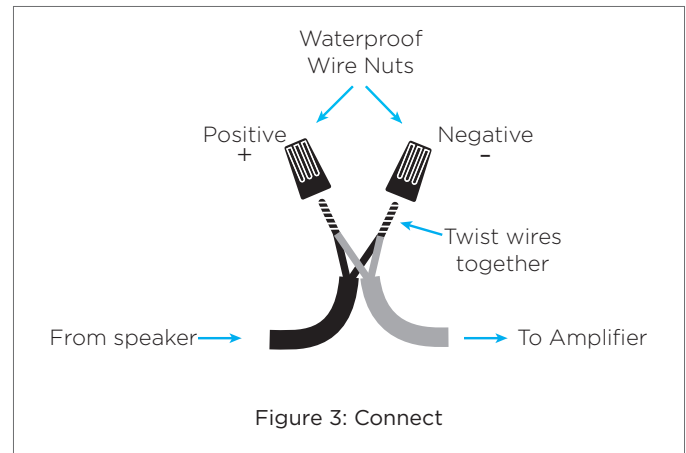 Waterproof
Wire Nuts
Positive
+
Negative
–
Twist wires
together
From speaker
To Amplifier
Figure 3: Connect